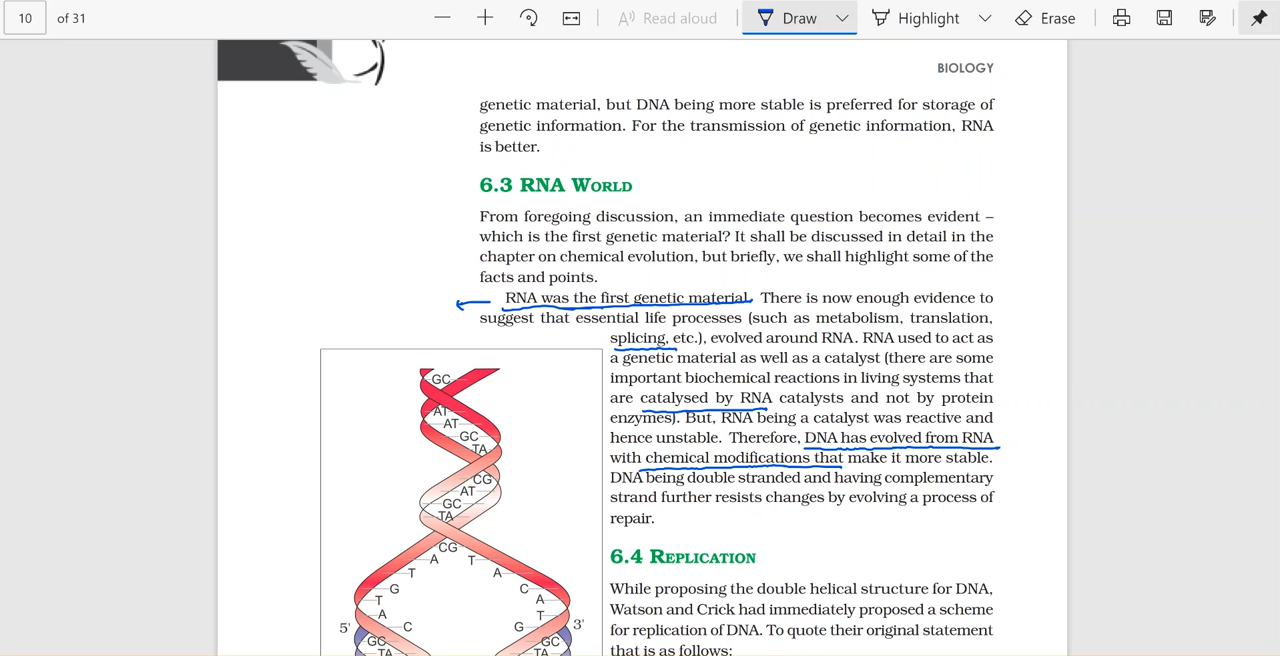 10 of 31 Read aloud Draw Highlight Erase
BIOLOGY
genetic material, but DNA being more stable is preferred for storage of
genetic information. For the transmission of genetic information, RNA
is better.
6.3 RNA WORLD
From foregoing discussion, an immediate question becomes evident –
which is the first genetic material? It shall be discussed in detail in the
chapter on chemical evolution, but briefly, we shall highlight some of the
facts and points.
RNA was the first genetic material. There is now enough evidence to
suggest that essential life processes (such as metabolism, translation,
splicing, etc.), evolved around RNA. RNA used to act as
a genetic material as well as a catalyst (there are some
important biochemical reactions in living systems that
are catalysed by RNA catalysts and not by protein
enzymes). But, RNA being a catalyst was reactive and
hence unstable. Therefore, DNA has evolved from RNA
with chemical modifications that make it more stable.
DNA being double stranded and having complementary
strand further resists changes by evolving a process of
repair.
6.4 REPLICATION
While proposing the double helical structure for DNA,
Watson and Crick had immediately proposed a scheme
for replication of DNA. To quote their original statement
that is as follows:
GC
AT
AT
GC
TA
CG
AT
GC
TA
CG
A T
T A
G C
T A
A T
5' C G 3'
GC GC
TA TA